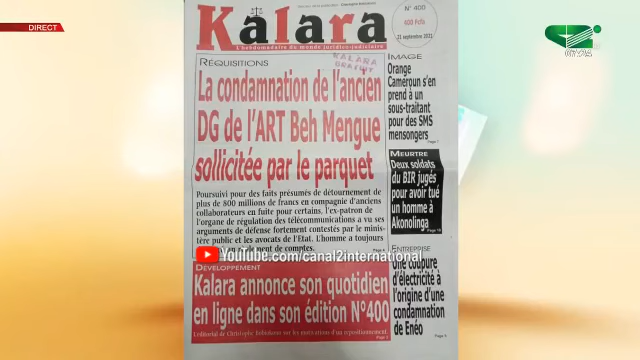 DIRECT
Kalara
L'hebdomadaire du monde juridico-judiciaire
N° 400
400 Fcfa
21 septembre 2021
KALARA
GRATUIT
RÉQUISITIONS
La condamnation de l'ancien
DG de l'ART Beh Mengue
sollicitée par le parquet
Poursuivi pour des faits présumés de détournement de
plus de 800 millions de francs en compagnie d'anciens
collaborateurs en fuite pour certains, l'ex-patron de
l'organe de régulation des télécommunications a vu ses
arguments de défense fortement contestés par le minis-
tère public et les avocats de l'Etat. L'homme a toujours
de comptes.
YouTube.com/canal2international
DÉVELOPPEMENT
Kalara annonce son quotidien
en ligne dans son édition N°400
IMAGE
Orange
Cameroun s'en
prend à un
sous-traitant
pour des SMS
mensongers
MEURTRE
Deux soldats
du BIR jugés
pour avoir tué
un homme à
Akonolinga
ENTREPRISE
Une coupure
d'électricité à
l'origine d'une
condamnation
de Enéo